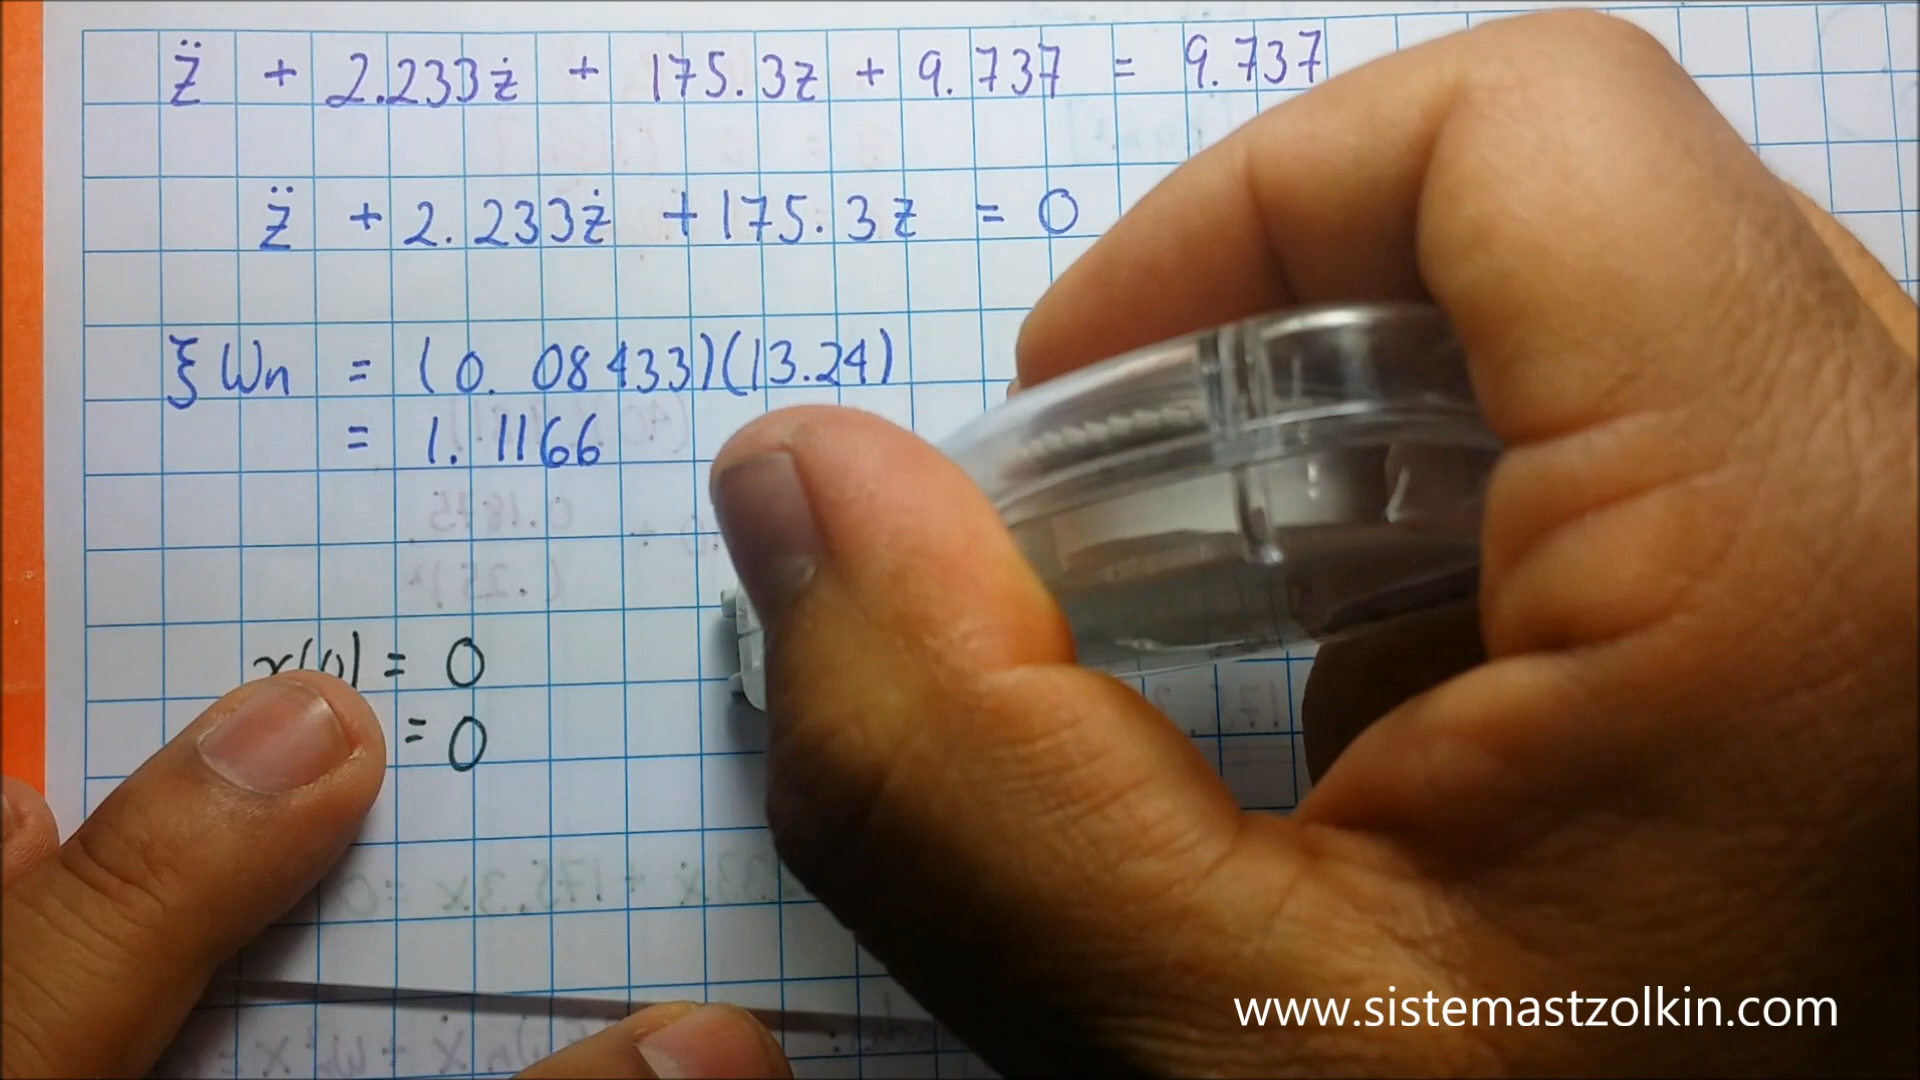 z̈ + 2.233ż + 175.3z + 9.737 = 9.737
z̈ + 2.233ż + 175.3z = 0
ξWn = (0.08433)(13.24)
= 1.1166
x(0) = 0
= 0
www.sistemastzolkin.com